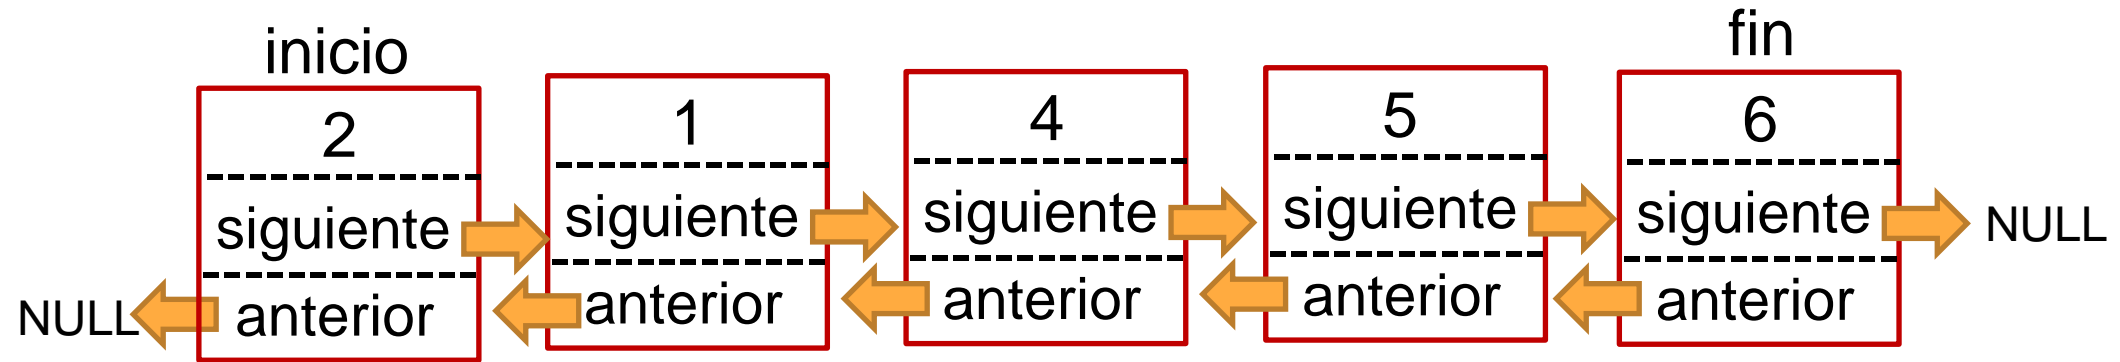 inicio
fin
2
1
4
5
6
siguiente
siguiente
siguiente
siguiente
siguiente
NULL
NULL
anterior
anterior
anterior
anterior
anterior